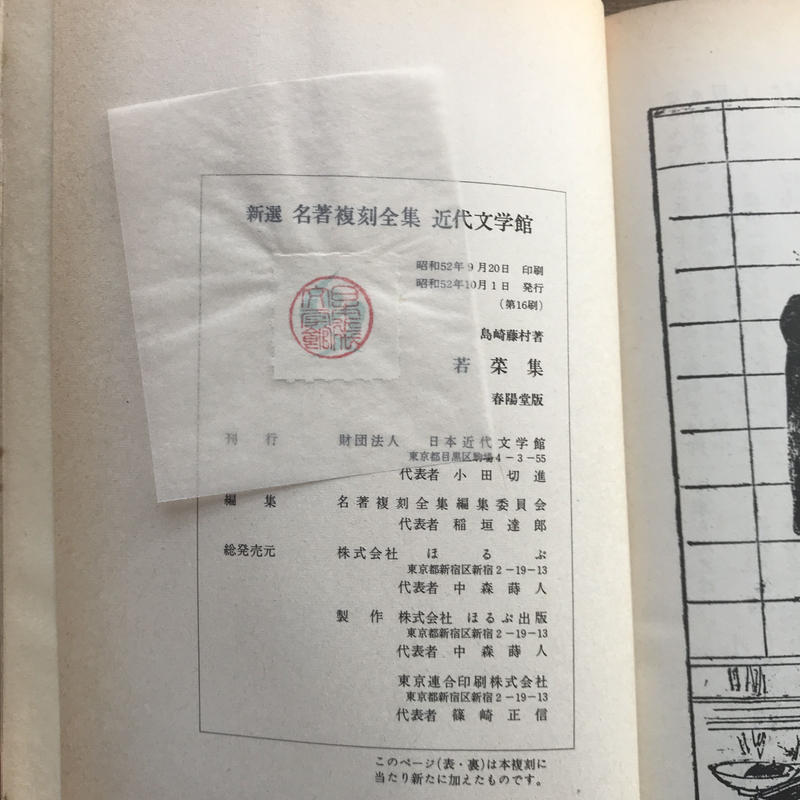 新選 名著複刻全集 近代文学館
昭和52年9月20日 印刷
昭和52年10月1日 発行
（第16刷）
島崎藤村著
若菜集
春陽堂版
刊行 財団法人 日本近代文学館
東京都目黒区駒場4-3-55
代表者 小田切進
編集 名著複刻全集編集委員会
代表者 稲垣達郎
総発売元 株式会社 ほるぷ
東京都新宿区新宿2-19-13
代表者 中森蒔人
製作 株式会社 ほるぷ出版
東京都新宿区新宿2-19-13
代表者 中森蒔人
東京連合印刷株式会社
東京都新宿区新宿2-19-13
代表者 篠崎正信
このページ（表・裏）は本複刻に
当たり新たに加えたものです。